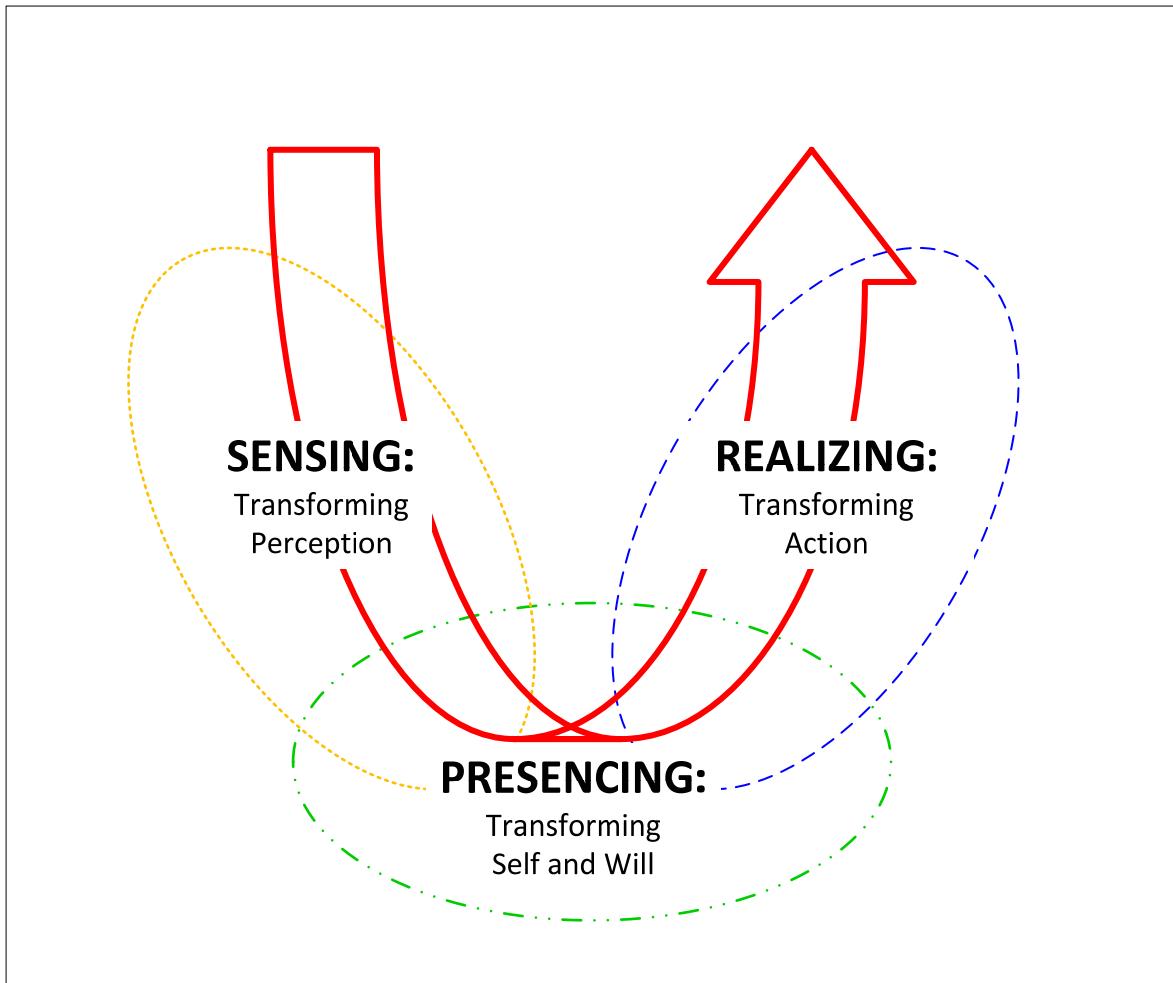 SENSING:
Transforming
Perception
REALIZING:
Transforming
Action
PRESENCING:
Transforming
Self and Will